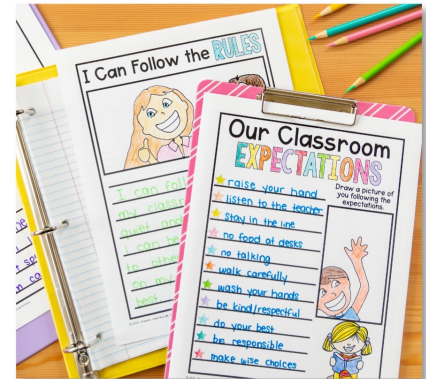 I Can Follow the RULES
I can foll
my classr
quiet and
I can be
to othe
on my
best.
Our Classroom
EXPECTATIONS
Draw a picture of
you following the
expectations.
raise your hand
listen to the teacher
stay in the line
no food at desks
no talking
walk carefully
wash your hands
be kind/respectful
do your best
be responsible
make wise choices